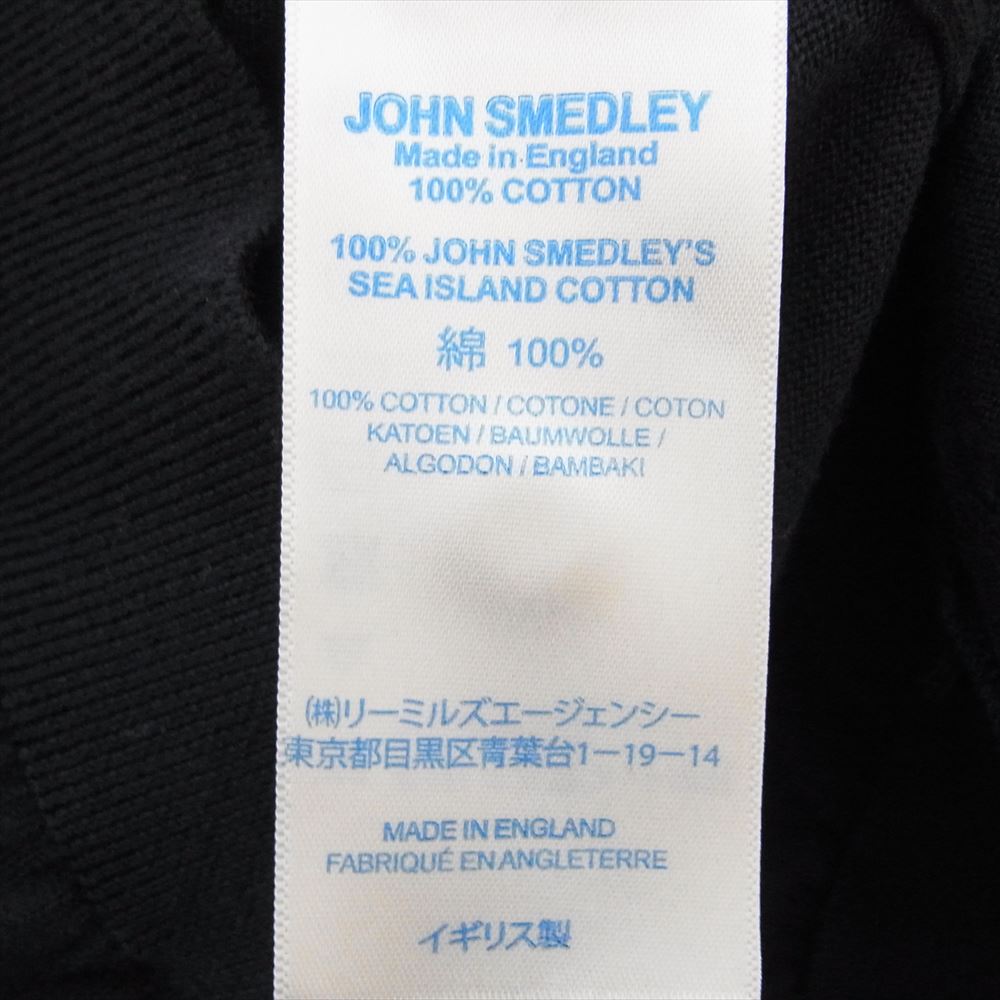 JOHN SMEDLEY
Made in England
100% COTTON
100% JOHN SMEDLEY'S
SEA ISLAND COTTON
綿 100%
100% COTTON / COTONE / COTON
KATOEN / BAUMWOLLE /
ALGODON / BAMBAKI
㈱リーミルズエージェンシー
東京都目黒区青葉台1-19-14
MADE IN ENGLAND
FABRIQUÉ EN ANGLETERRE
イギリス製